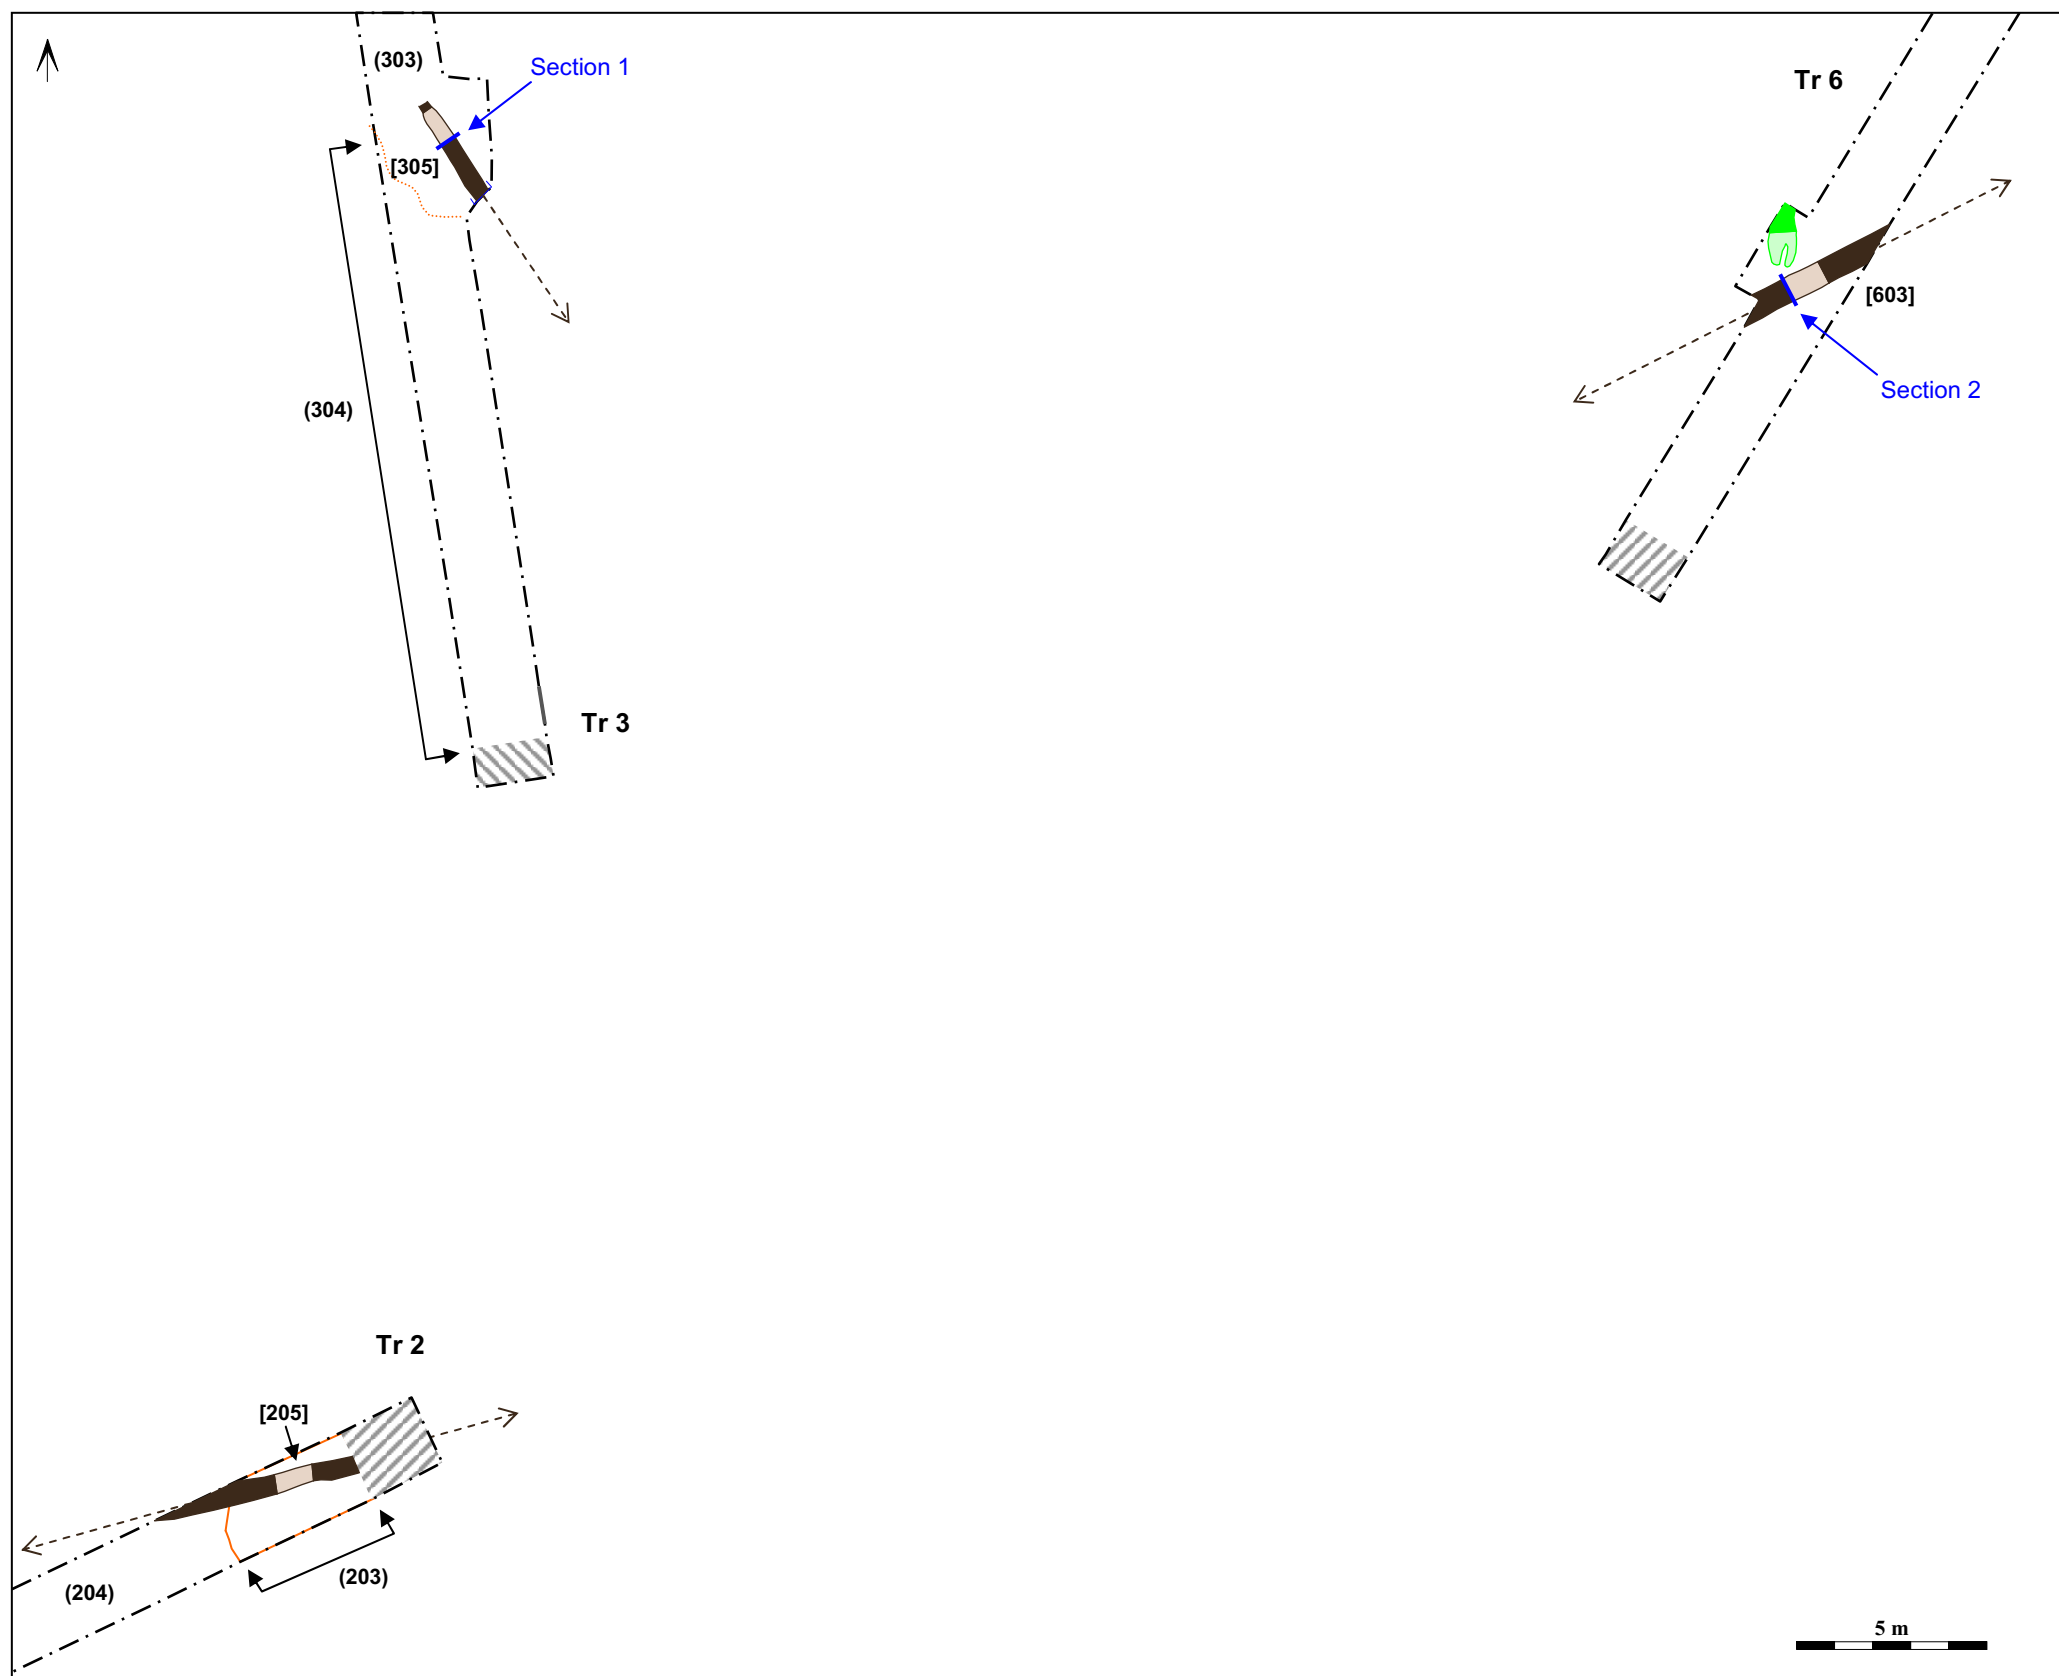 (303)
Section 1
Tr 6
[305]
[603]
Section 2
(304)
Tr 3
Tr 2
[205]
(203)
(204)
5 m